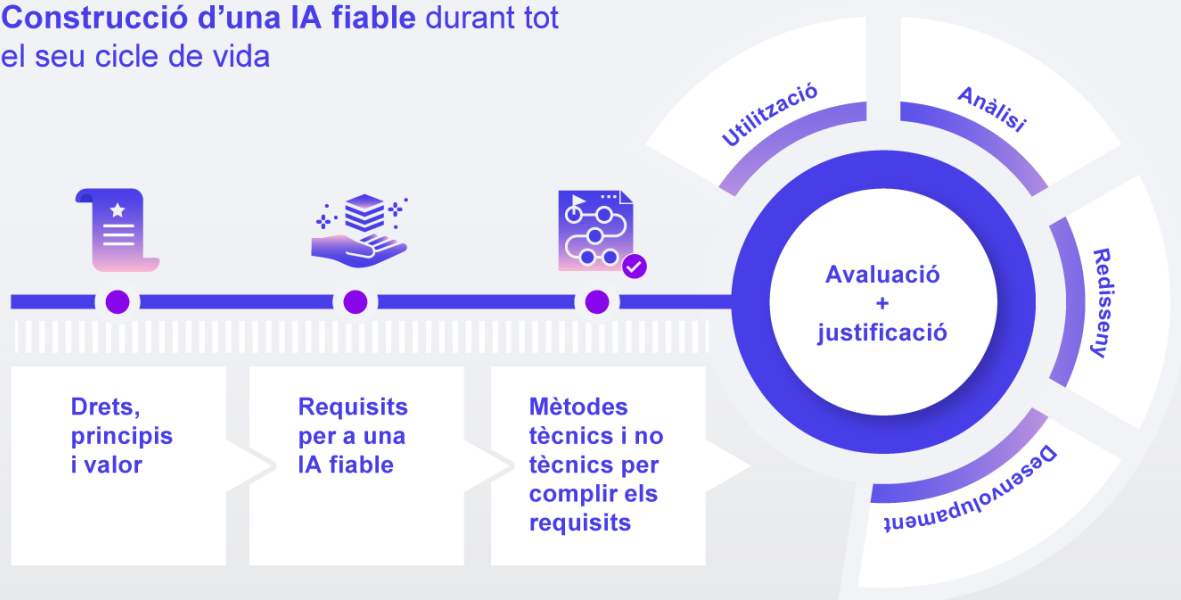 Construcció d’una IA fiable durant tot
el seu cicle de vida
Drets,
principis
i valor
Requisits
per a una
IA fiable
Mètodes
tècnics i no
tècnics per
complir els
requisits
Avaluació
+
justificació
Utilització
Anàlisi
Redisseny
Desenvolupament